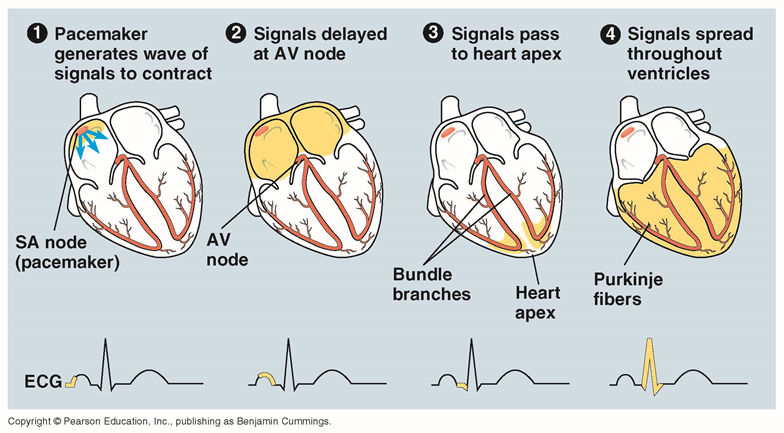 1 Pacemaker
generates wave of
signals to contract
2 Signals delayed
at AV node
3 Signals pass
to heart apex
4 Signals spread
throughout
ventricles
SA node
(pacemaker)
AV
node
Bundle
branches
Heart
apex
Purkinje
fibers
ECG
Copyright © Pearson Education, Inc., publishing as Benjamin Cummings.